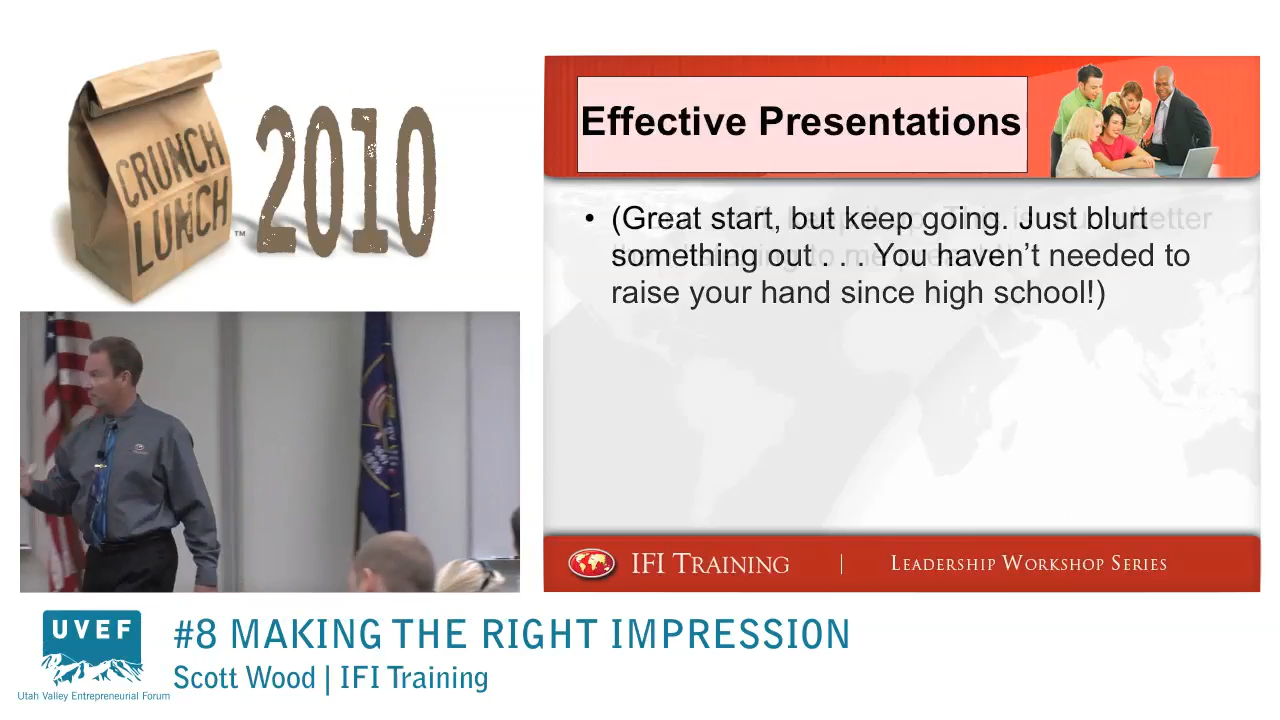 CRUNCH
LUNCH
™
2010
Effective Presentations
• (Great start, but keep going. Just blurt
something out . . . You haven’t needed to
raise your hand since high school!)
IFI TRAINING | LEADERSHIP WORKSHOP SERIES
UVEF
Utah Valley Entrepreneurial Forum
#8 MAKING THE RIGHT IMPRESSION
Scott Wood | IFI Training